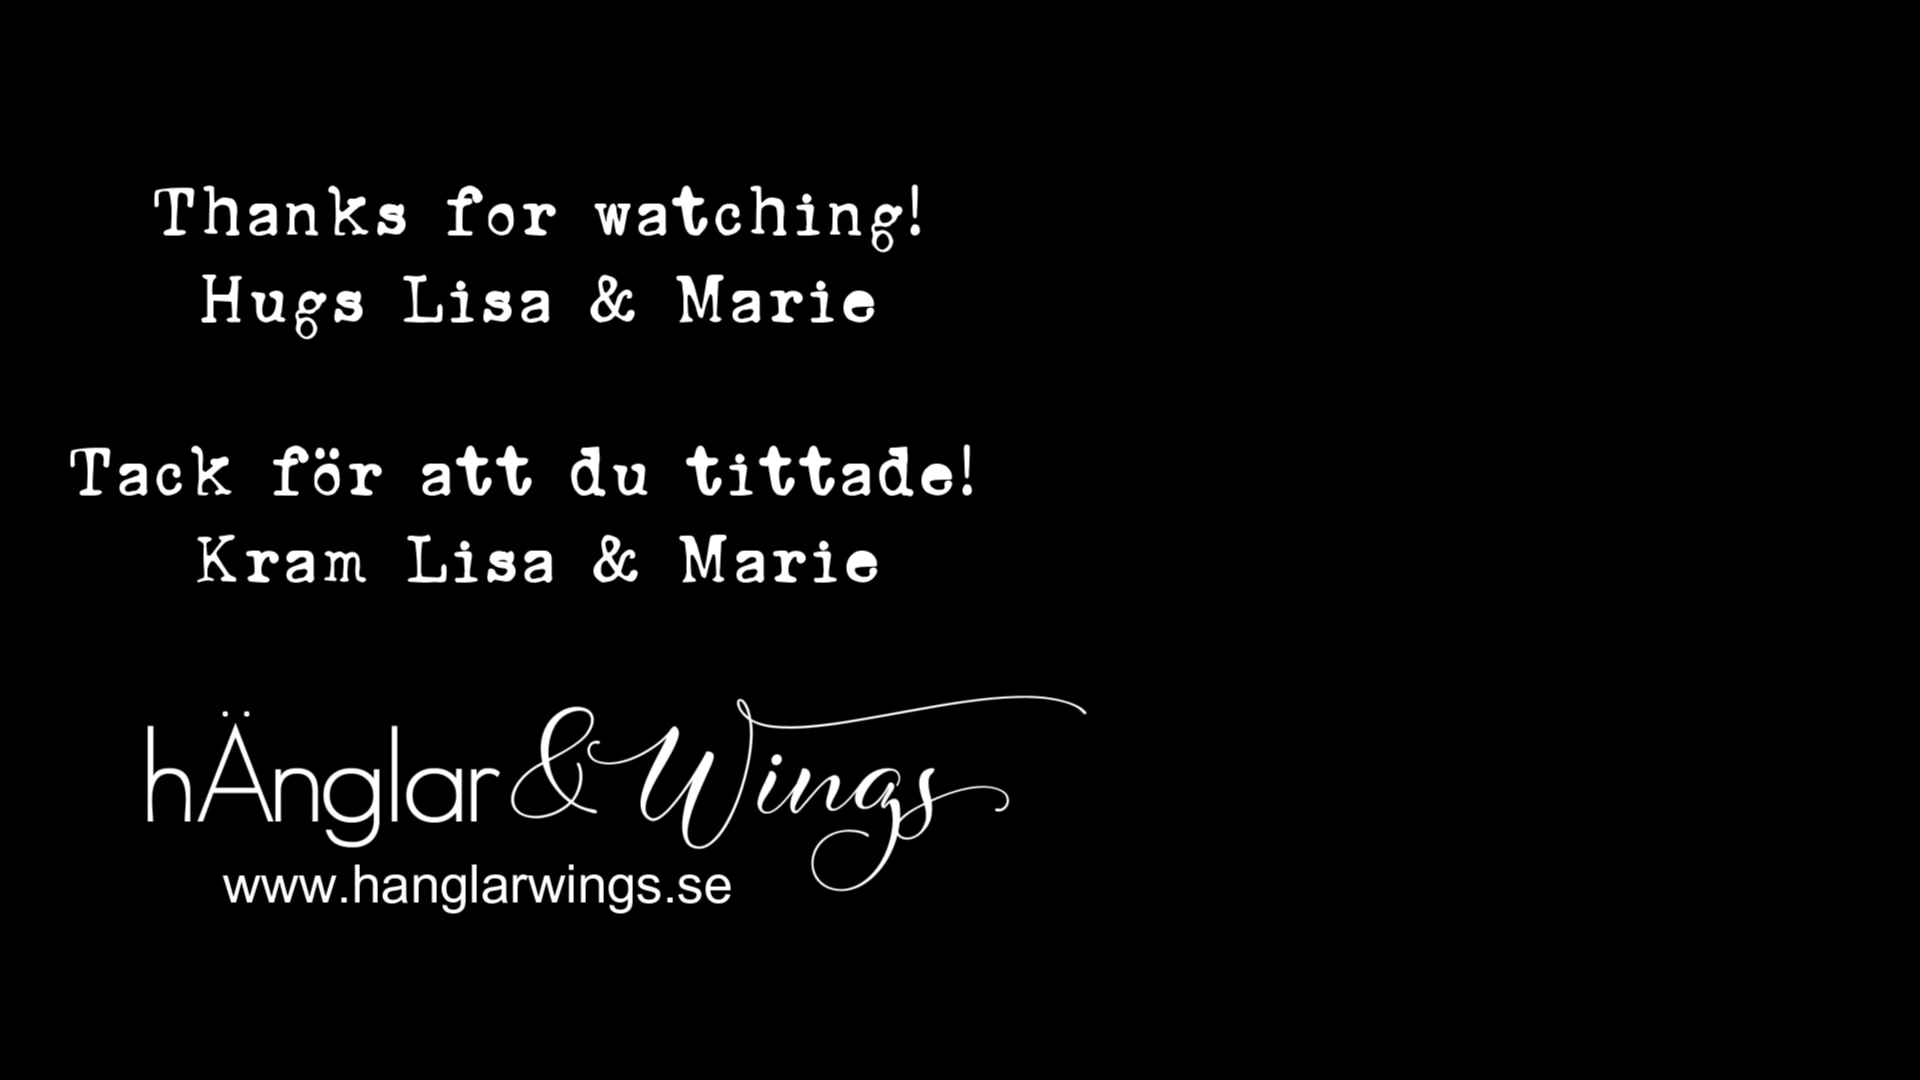 Thanks for watching!
Hugs Lisa & Marie
Tack för att du tittade!
Kram Lisa & Marie
hÄnglar & Wings
www.hanglarwings.se